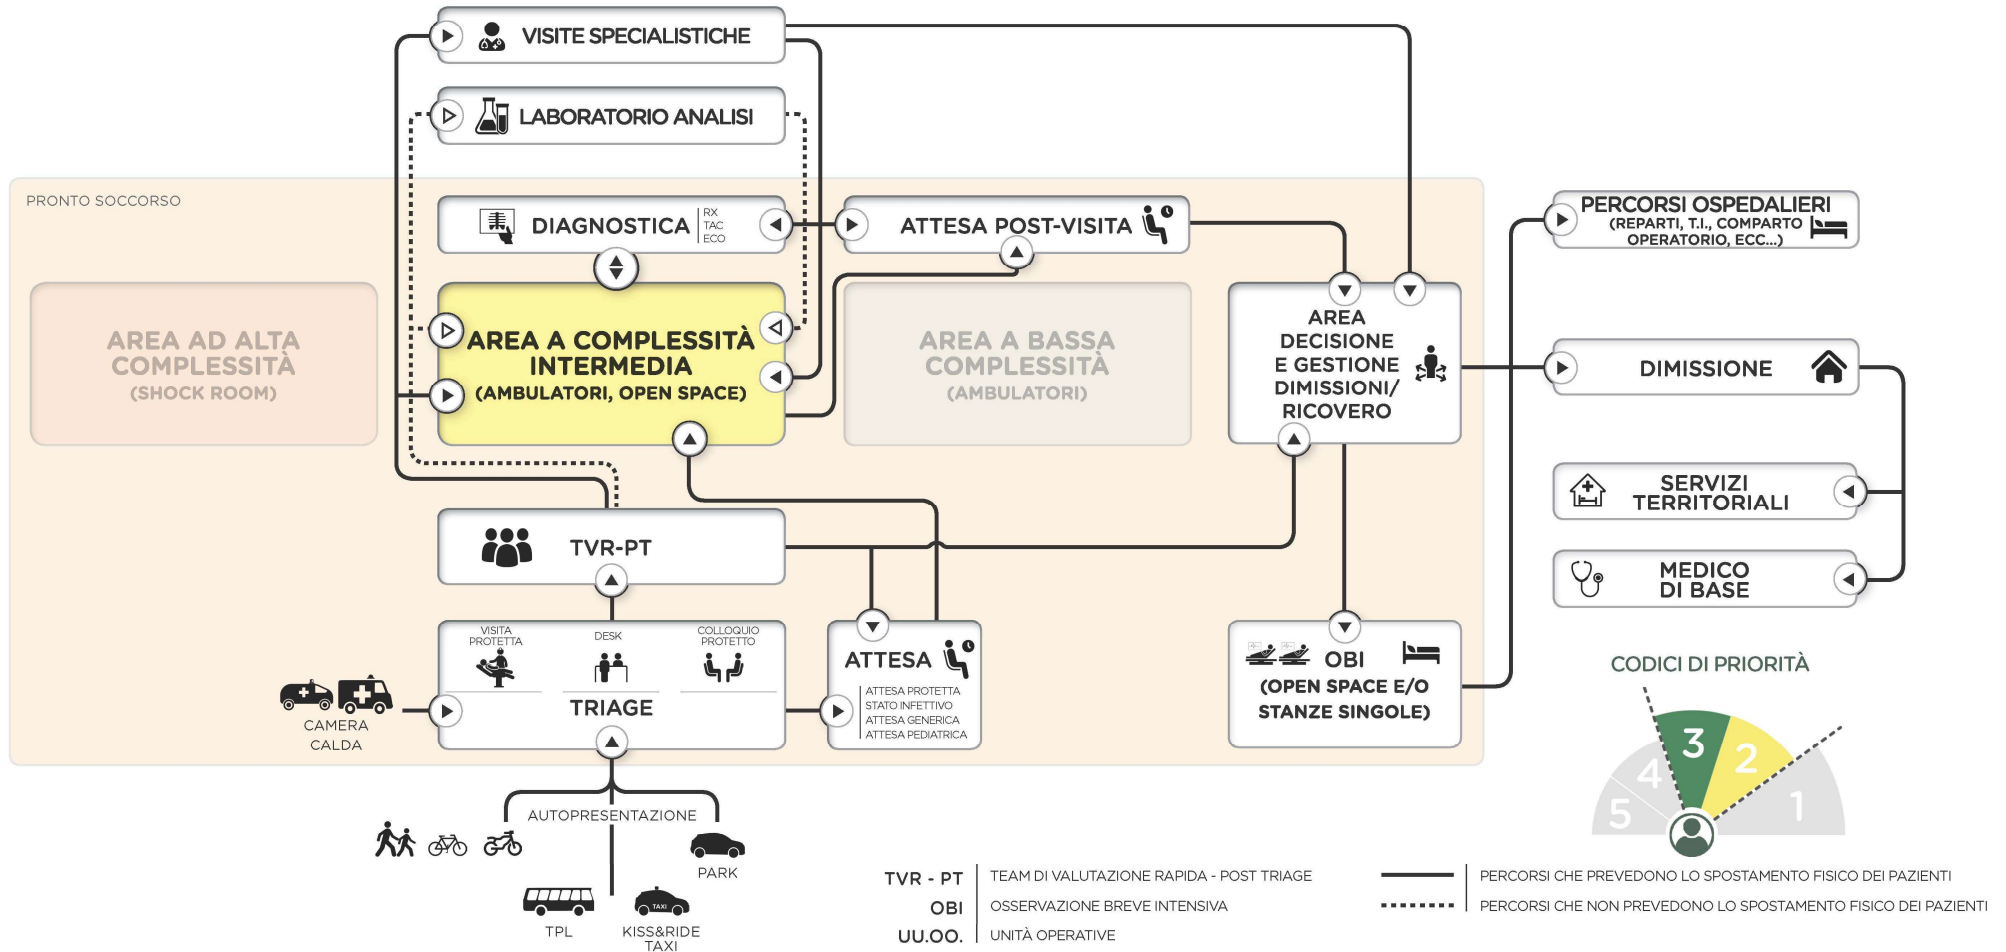 VISITE SPECIALISTICHE
LABORATORIO ANALISI
PRONTO SOCCORSO
DIAGNOSTICA
RX
TAC
ECO
ATTESA POST-VISITA
PERCORSI OSPEDALIERI
(REPARTI, T.I., COMPARTO
OPERATORIO, ECC...)
AREA AD ALTA
COMPLESSITÀ
(SHOCK ROOM)
AREA A COMPLESSITÀ
INTERMEDIA
(AMBULATORI, OPEN SPACE)
AREA A BASSA
COMPLESSITÀ
(AMBULATORI)
AREA
DECISIONE
E GESTIONE
DIMISSIONI/
RICOVERO
DIMISSIONE
SERVIZI
TERRITORIALI
MEDICO
DI BASE
TVR-PT
VISITA
PROTETTA
DESK
COLLOQUIO
PROTETTO
TRIAGE
ATTESA
ATTESA PROTETTA
STATO INFETTIVO
ATTESA GENERICA
ATTESA PEDIATRICA
OBI
(OPEN SPACE E/O
STANZE SINGOLE)
CAMERA
CALDA
AUTOPRESENTAZIONE
PARK
TPL
TAXI
KISS&RIDE
TAXI
CODICI DI PRIORITÀ
5
4
3
2
1
TVR - PT
TEAM DI VALUTAZIONE RAPIDA - POST TRIAGE
OBI
OSSERVAZIONE BREVE INTENSIVA
UU.OO.
UNITÀ OPERATIVE
PERCORSI CHE PREVEDONO LO SPOSTAMENTO FISICO DEI PAZIENTI
PERCORSI CHE NON PREVEDONO LO SPOSTAMENTO FISICO DEI PAZIENTI